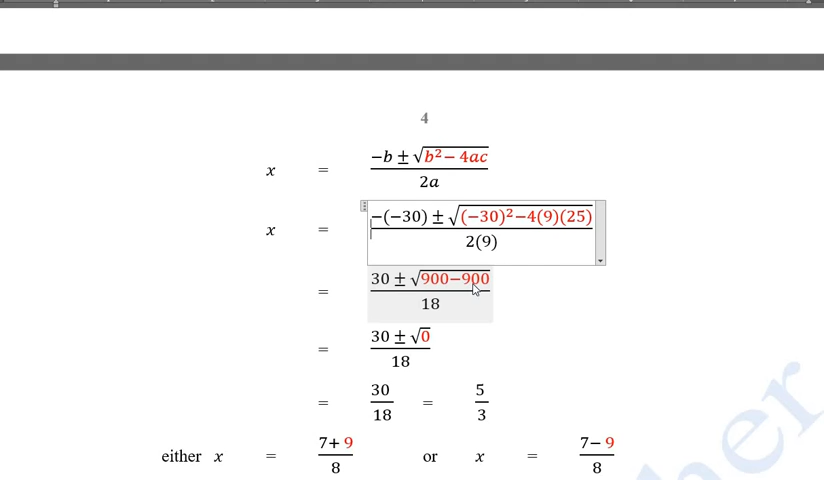 4
x = (-b ± √(b² − 4ac)) / 2a
x = (−(−30) ± √((−30)²−4(9)(25))) / 2(9)
= (30 ± √(900−900)) / 18
= (30 ± √0) / 18
= 30/18 = 5/3
either x = (7+ 9)/8 or x = (7− 9)/8